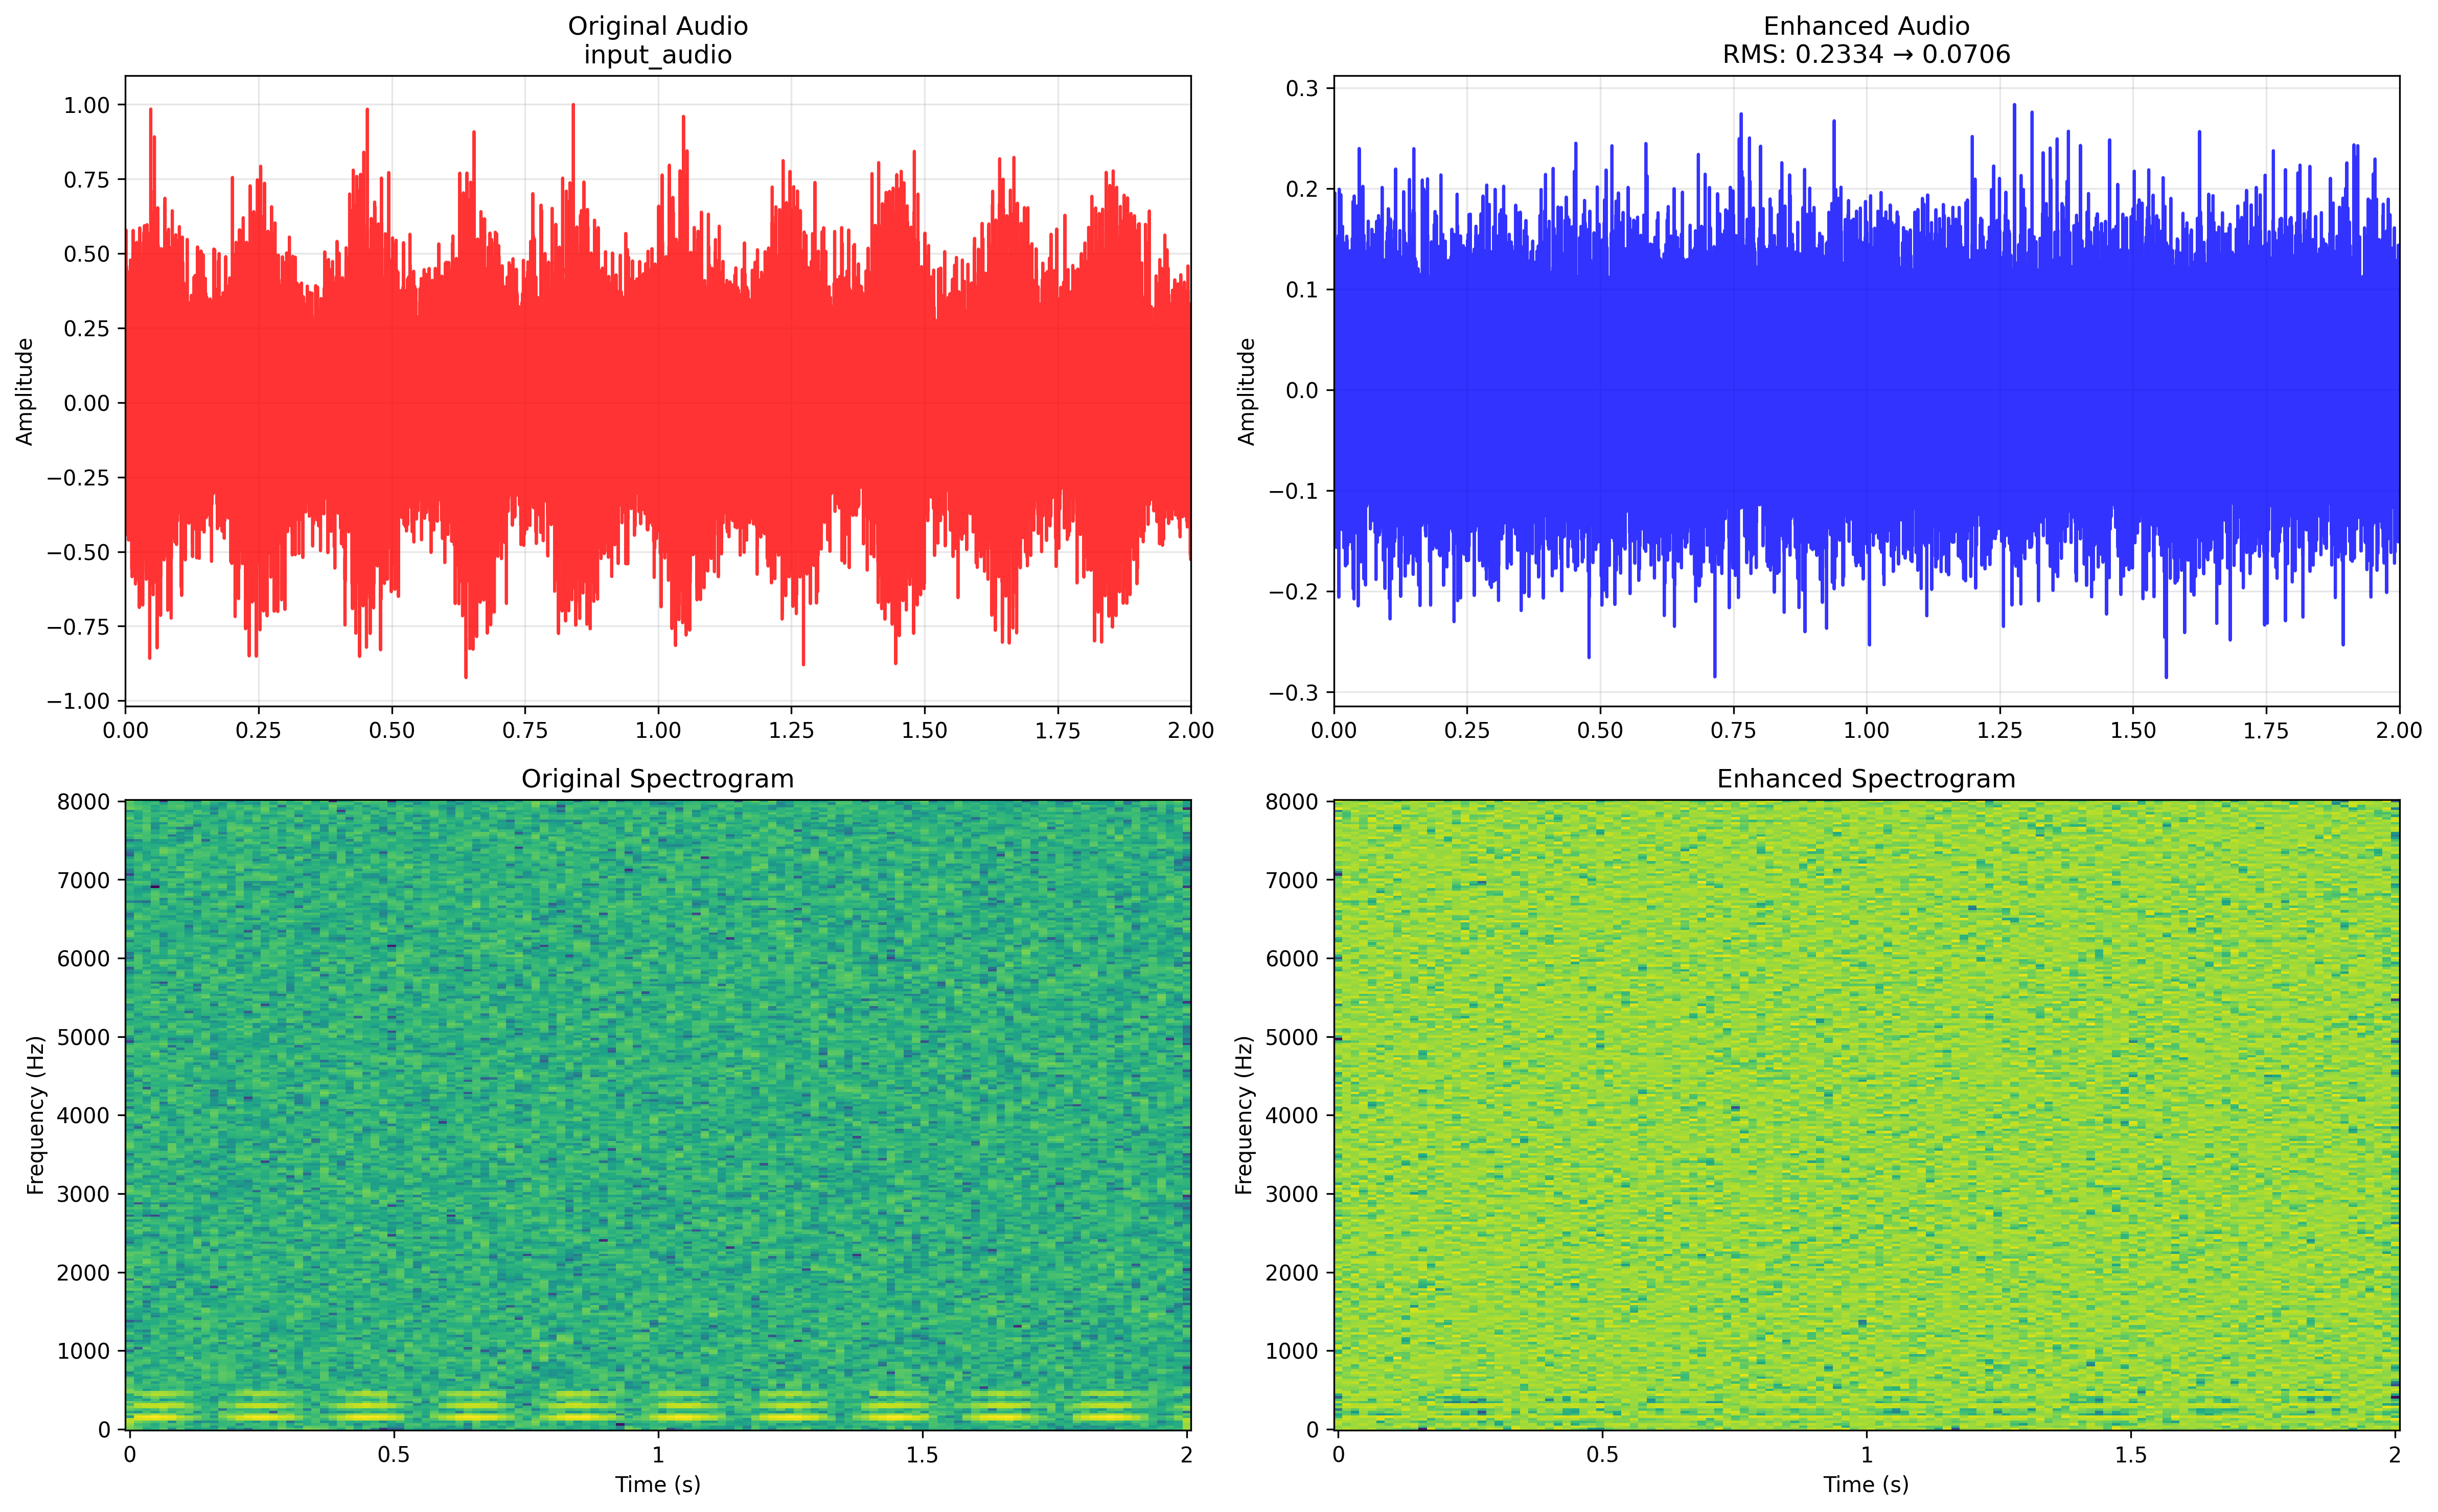 Original Audio
input_audio
Amplitude
1.00
0.75
0.50
0.25
0.00
−0.25
−0.50
−0.75
−1.00
0.00 0.25 0.50 0.75 1.00 1.25 1.50 1.75 2.00
Enhanced Audio
RMS: 0.2334 → 0.0706
Amplitude
0.3
0.2
0.1
0.0
−0.1
−0.2
−0.3
0.00 0.25 0.50 0.75 1.00 1.25 1.50 1.75 2.00
Original Spectrogram
Frequency (Hz)
8000
7000
6000
5000
4000
3000
2000
1000
0
0 0.5 1 1.5 2
Time (s)
Enhanced Spectrogram
Frequency (Hz)
8000
7000
6000
5000
4000
3000
2000
1000
0
0 0.5 1 1.5 2
Time (s)